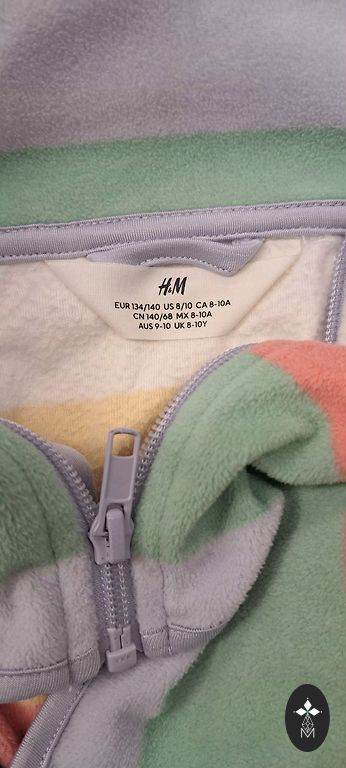 H&M
EUR 134/140 US 8/10 CA 8-10A
CN 140/68 MX 8-10A
AUS 9-10 UK 8-10Y